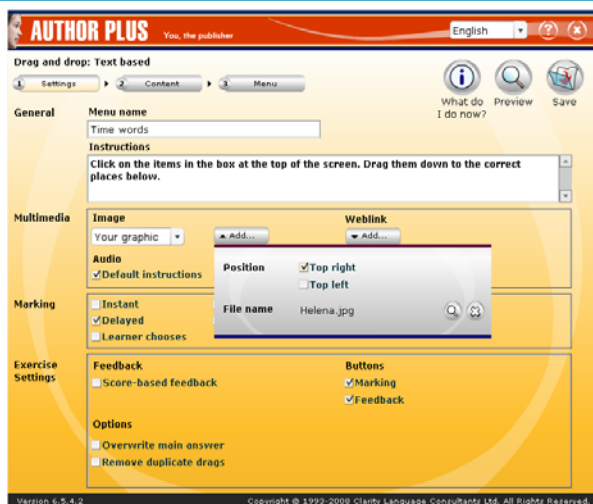 AUTHOR PLUS You, the publisher English ? X
Drag and drop: Text based
1 Settings 2 Content 3 Menu
What do I do now?
Preview
Save
General
Menu name
Time words
Instructions
Click on the items in the box at the top of the screen. Drag them down to the correct
places below.
Multimedia
Image
Weblink
Your graphic
Add...
Add...
Audio
Default instructions
Position
Top right
Top left
File name
Helena.jpg
Marking
Instant
Delayed
Learner chooses
Exercise
Settings
Feedback
Buttons
Score-based feedback
Marking
Feedback
Options
Overwrite main answer
Remove duplicate drags
Version 6.5.4.2
Copyright © 1993-2008 Clarity Language Consultants Ltd. All Rights Reserved.